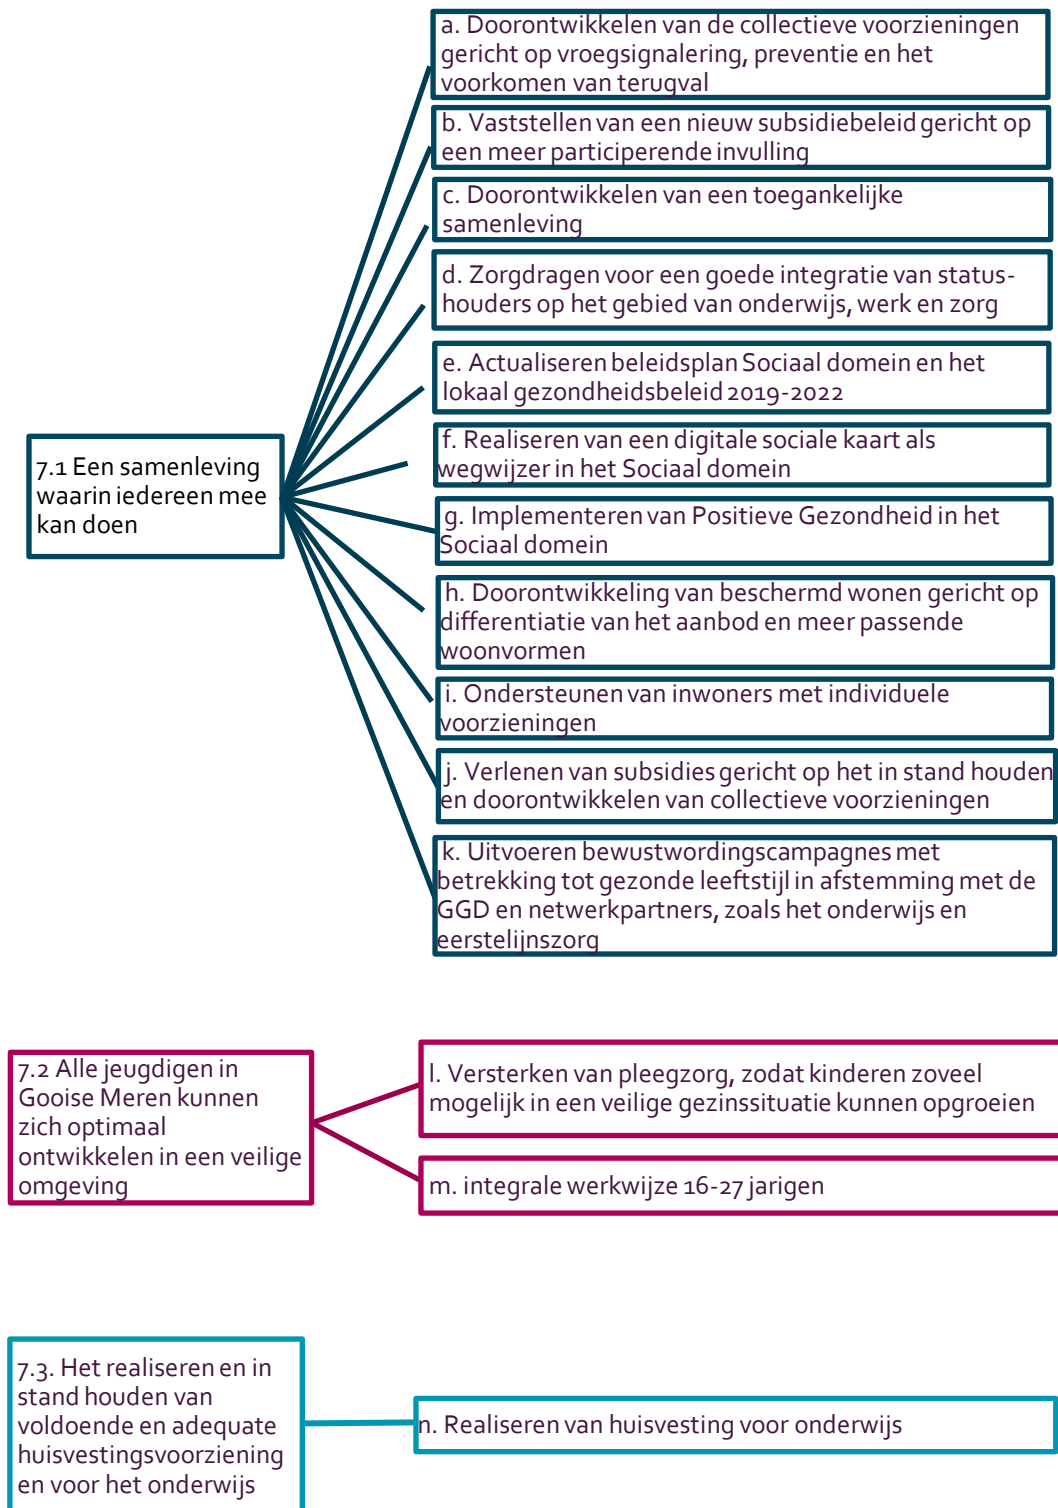 a. Doorontwikkelen van de collectieve voorzieningen
gericht op vroegsignalering, preventie en het
voorkomen van terugval
b. Vaststellen van een nieuw subsidiebeleid gericht op
een meer participerende invulling
c. Doorontwikkelen van een toegankelijke
samenleving
d. Zorgdragen voor een goede integratie van status-
houders op het gebied van onderwijs, werk en zorg
e. Actualiseren beleidsplan Sociaal domein en het
lokaal gezondheidsbeleid 2019-2022
7.1 Een samenleving
waarin iedereen mee
kan doen
f. Realiseren van een digitale sociale kaart als
wegwijzer in het Sociaal domein
g. Implementeren van Positieve Gezondheid in het
Sociaal domein
h. Doorontwikkeling van beschermd wonen gericht op
differentiatie van het aanbod en meer passende
woonvormen
i. Ondersteunen van inwoners met individuele
voorzieningen
j. Verlenen van subsidies gericht op het in stand houden
en doorontwikkelen van collectieve voorzieningen
k. Uitvoeren bewustwordingscampagnes met
betrekking tot gezonde leeftstijl in afstemming met de
GGD en netwerkpartners, zoals het onderwijs en
eerstelijnszorg
7.2 Alle jeugdigen in
Gooise Meren kunnen
zich optimaal
ontwikkelen in een veilige
omgeving
l. Versterken van pleegzorg, zodat kinderen zoveel
mogelijk in een veilige gezinssituatie kunnen opgroeien
m. integrale werkwijze 16-27 jarigen
7.3. Het realiseren en in
stand houden van
voldoende en adequate
huisvestingsvoorziening
en voor het onderwijs
n. Realiseren van huisvesting voor onderwijs